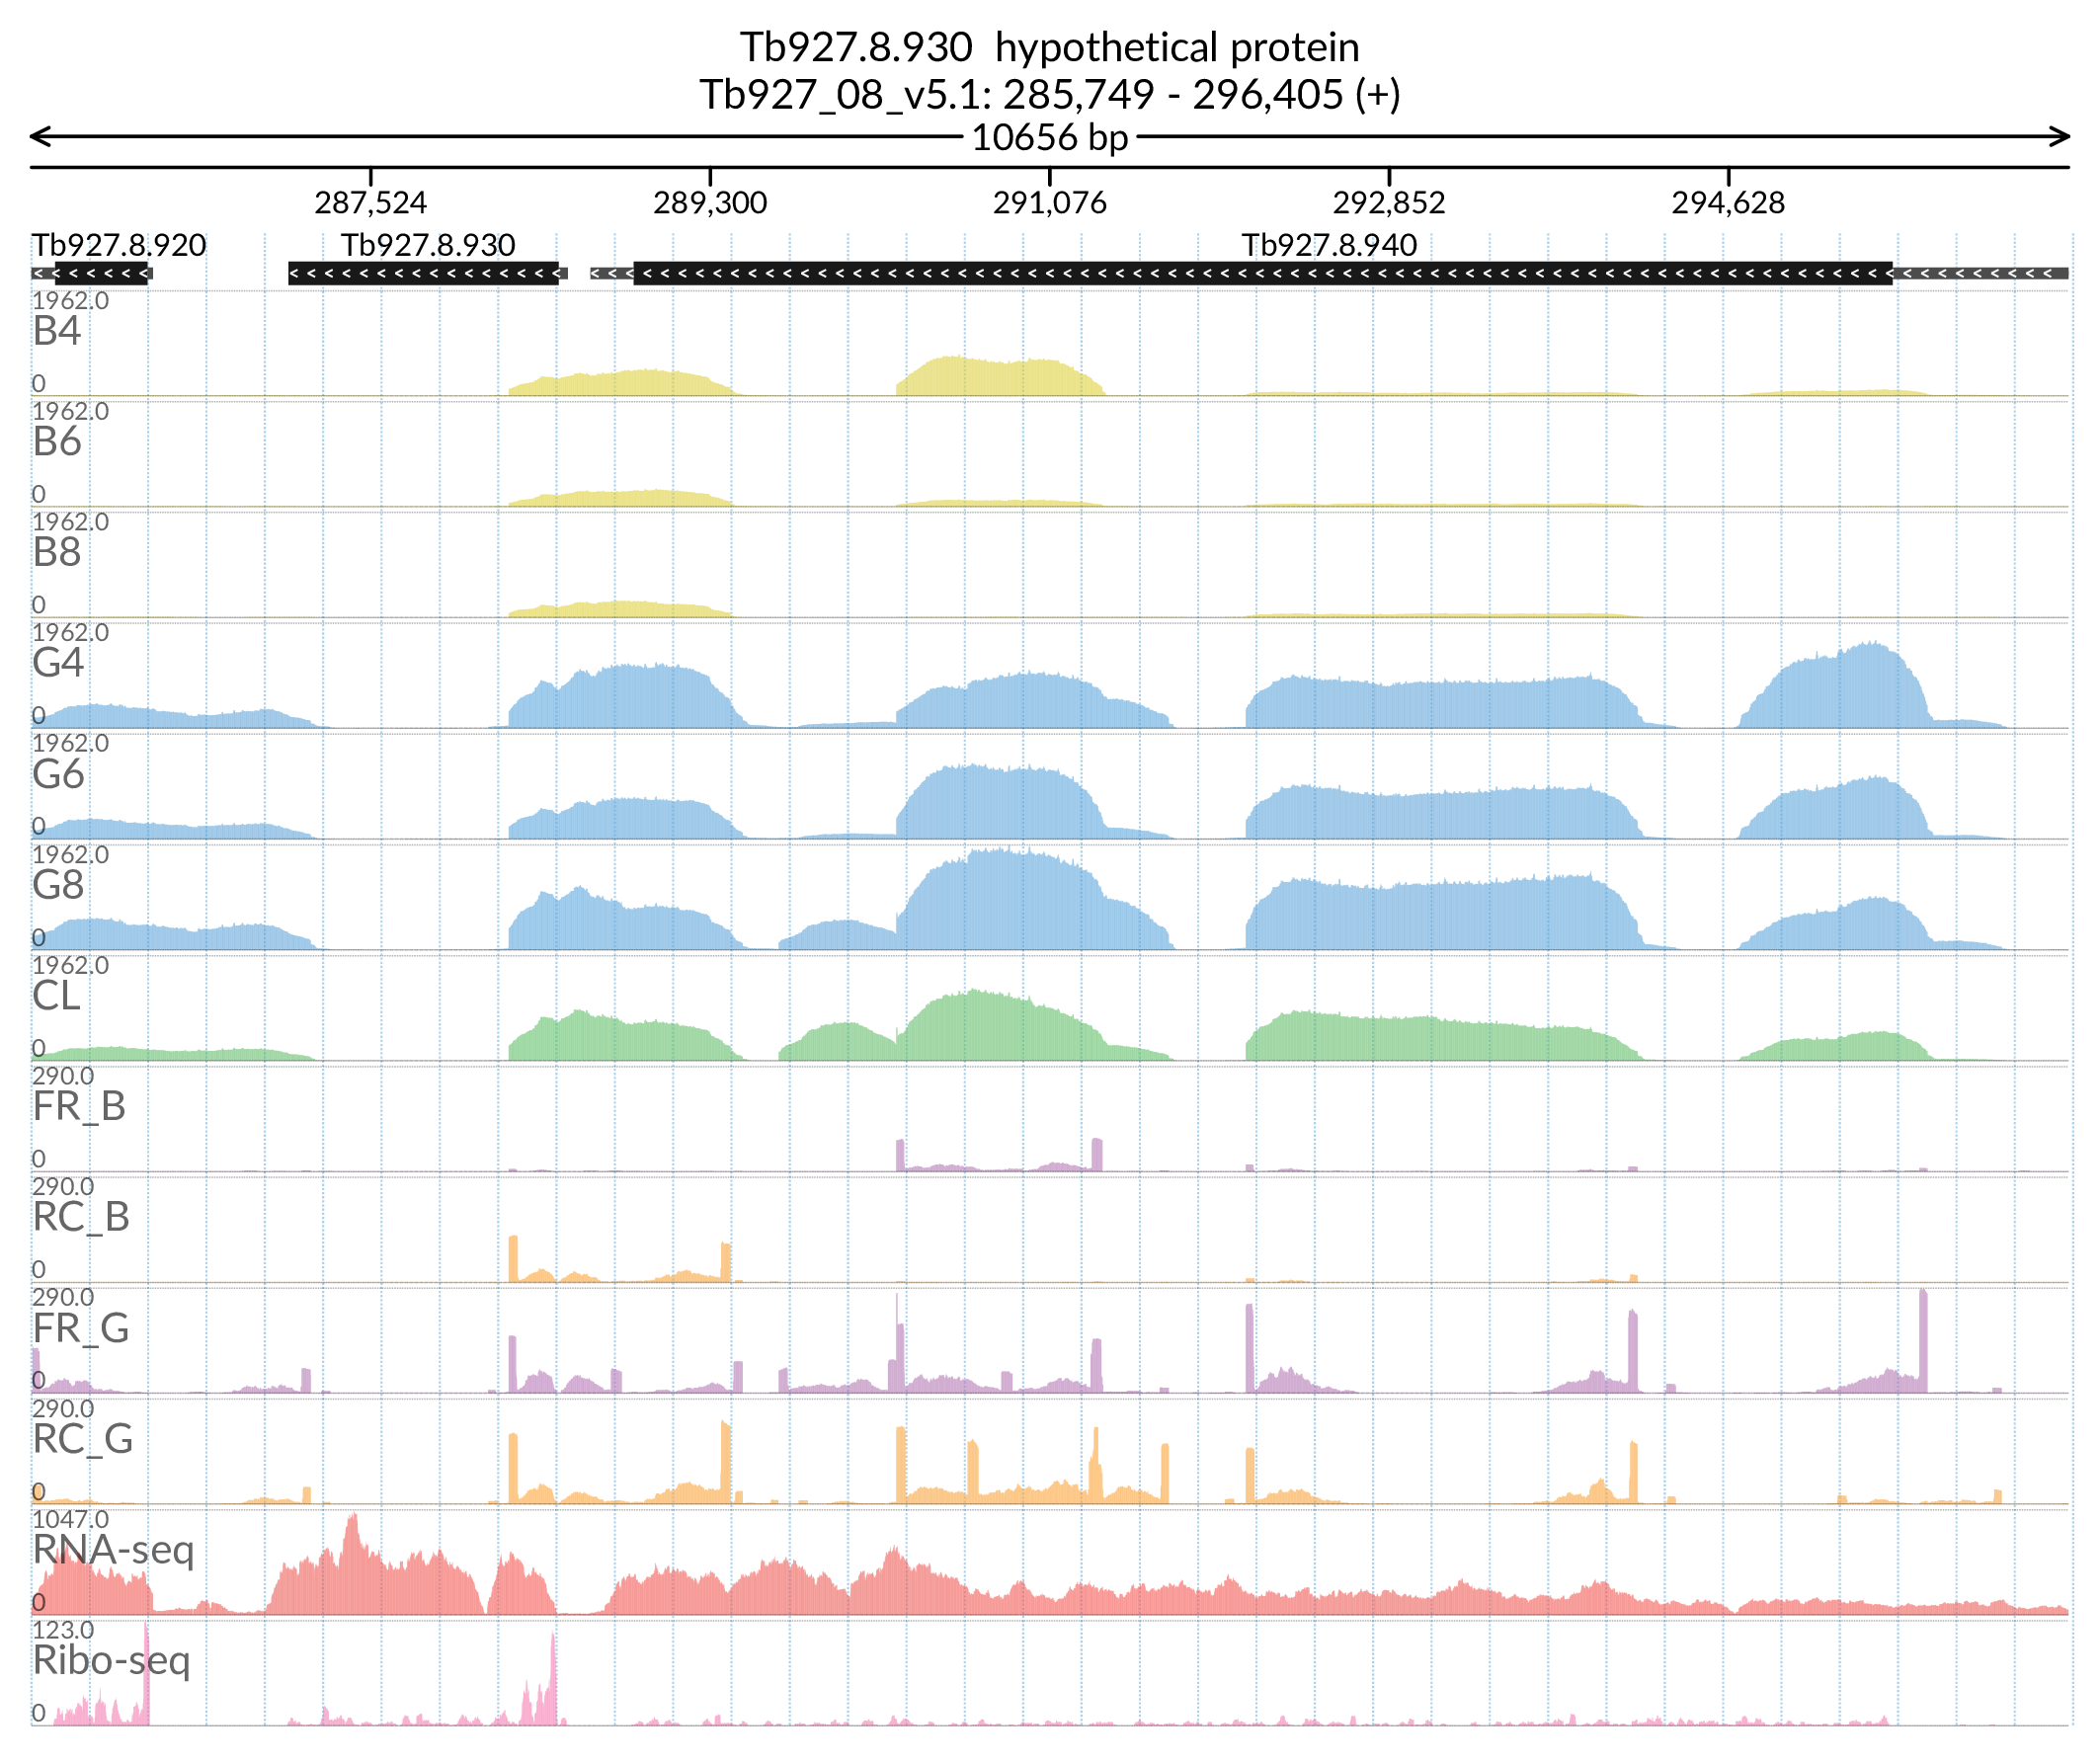 Tb927.8.930  hypothetical protein
Tb927_08_v5.1: 285,749 - 296,405 (+)
10656 bp
287,524 289,300 291,076 292,852 294,628
Tb927.8.920 Tb927.8.930 Tb927.8.940
1962.0
B4
0
1962.0
B6
0
1962.0
B8
0
1962.0
G4
0
1962.0
G6
0
1962.0
G8
0
1962.0
CL
0
290.0
FR_B
0
290.0
RC_B
0
290.0
FR_G
0
290.0
RC_G
0
1047.0
RNA-seq
0
123.0
Ribo-seq
0